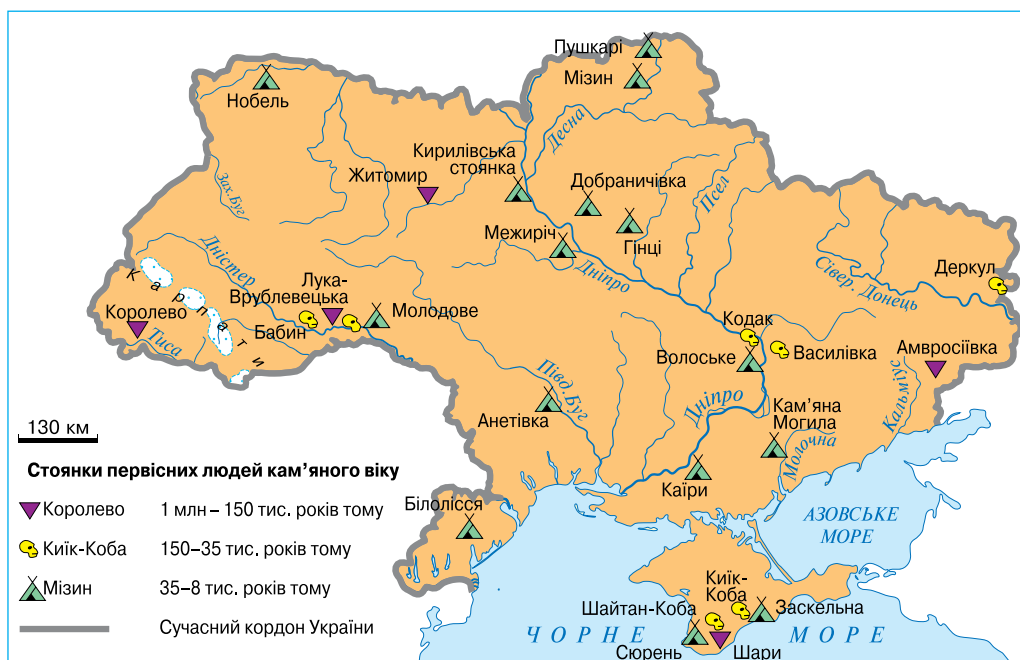 Пушкарі
Мізин
Нобель
Десна
Кирилівська
стоянка
Житомир
Добраничівка
Псел
Зах.Буг
Межиріч
Гінці
Дністер
Дніпро
Сівер. Донець
Деркул
Карпати
Лука-
Врублевецька
Молодове
Королево
Бабин
Тиса
Кодак
Василівка
Волоське
Амвросіївка
Півд.Буг
Кальміус
Дніпро
Анетівка
Кам’яна
Могила
Молочна
130 км
Каїри
Стоянки первісних людей кам’яного віку
Королево 1 млн – 150 тис. років тому
Киїк-Коба 150–35 тис. років тому
Мізин 35–8 тис. років тому
Сучасний кордон України
Білолісся
АЗОВСЬКЕ
МОРЕ
Киїк-
Коба
Шайтан-Коба
Заскельна
ЧОРНЕ МОРЕ
Сюрень
Шари